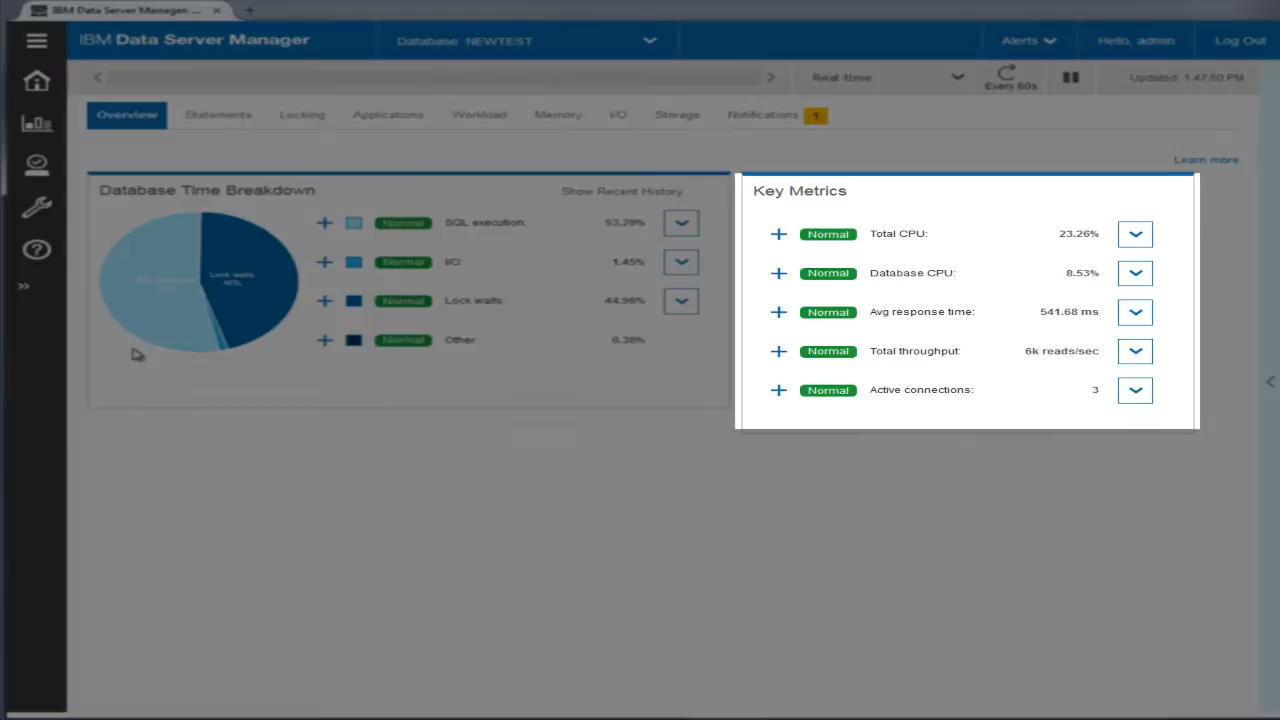 IBM Data Server Manager ... × +
IBM Data Server Manager
Database NEWTEST
Alerts
Hello, admin
Log Out
Real time
Every 60s
Updated 1:47:50 PM
Overview
Statements
Locking
Applications
Workload
Memory
I/O
Storage
Notifications 1
Learn more
Database Time Breakdown
Show Recent History
Lock waits
Normal SQL execution: 53.29%
Normal I/O: 1.45%
Normal Lock waits: 44.96%
Normal Other
Key Metrics
Normal Total CPU: 23.26%
Normal Database CPU: 8.53%
Normal Avg response time: 541.68 ms
Normal Total throughput: 6k reads/sec
Normal Active connections: 3